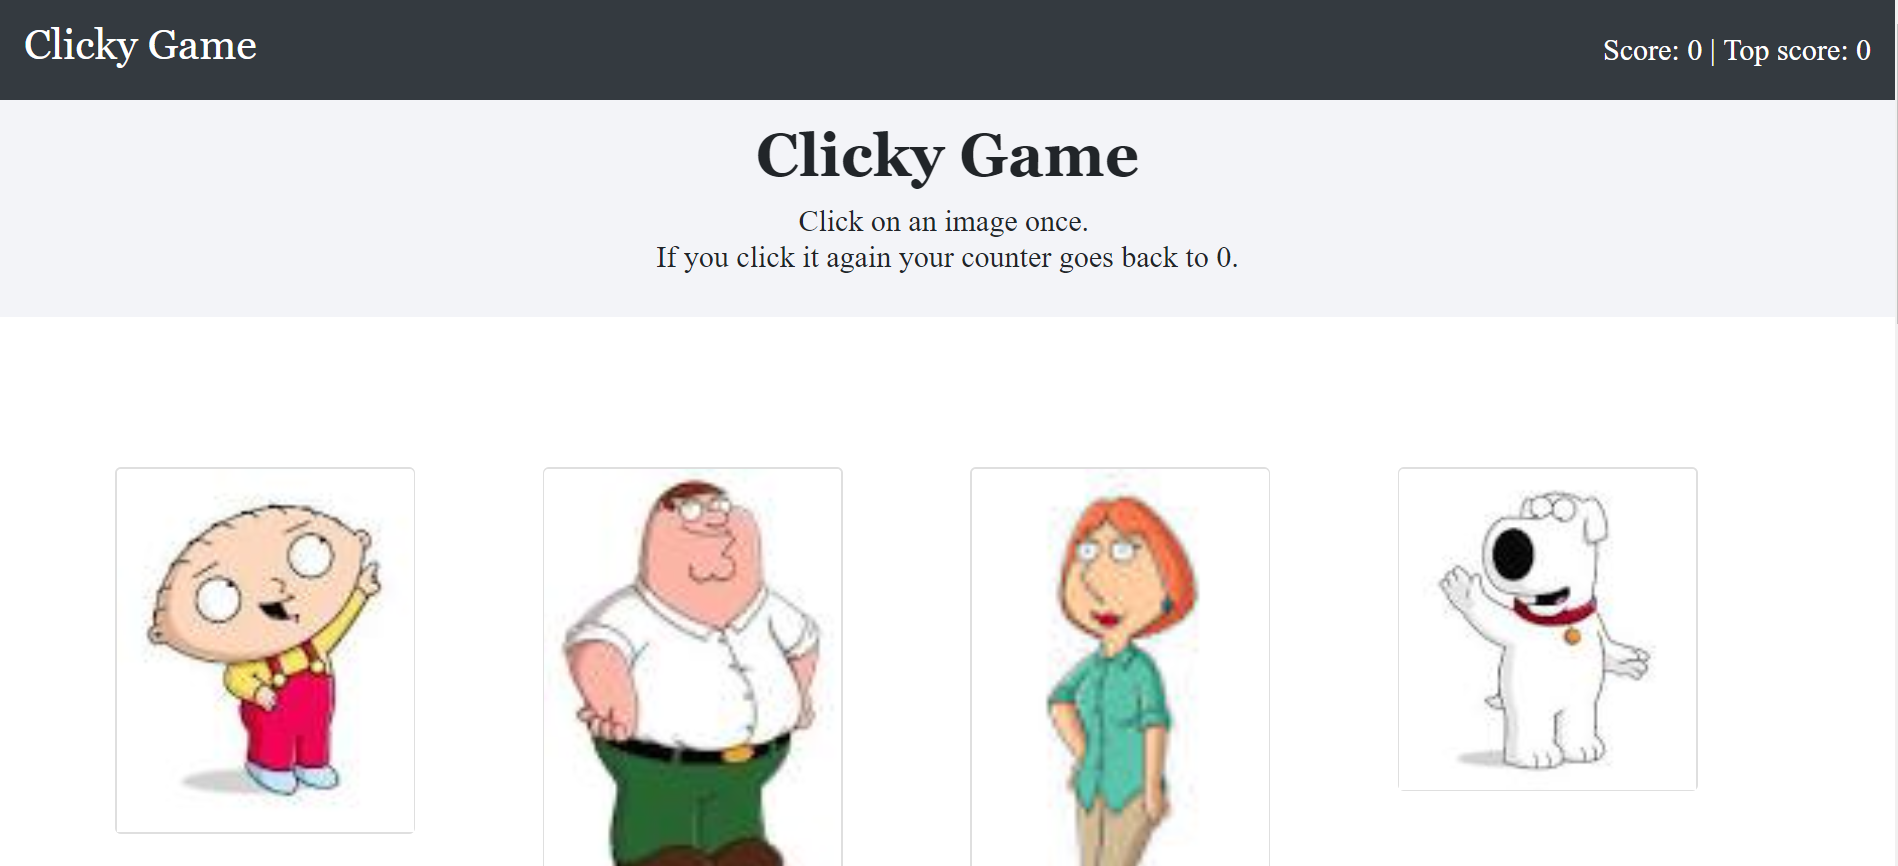 Clicky Game
Score: 0 | Top score: 0
Clicky Game
Click on an image once.
If you click it again your counter goes back to 0.